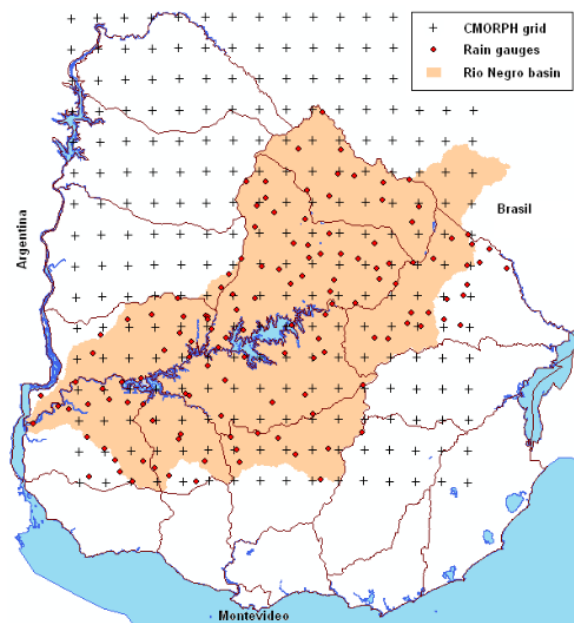 CMORPH grid
Rain gauges
Rio Negro basin
Argentina
Brasil
Montevideo